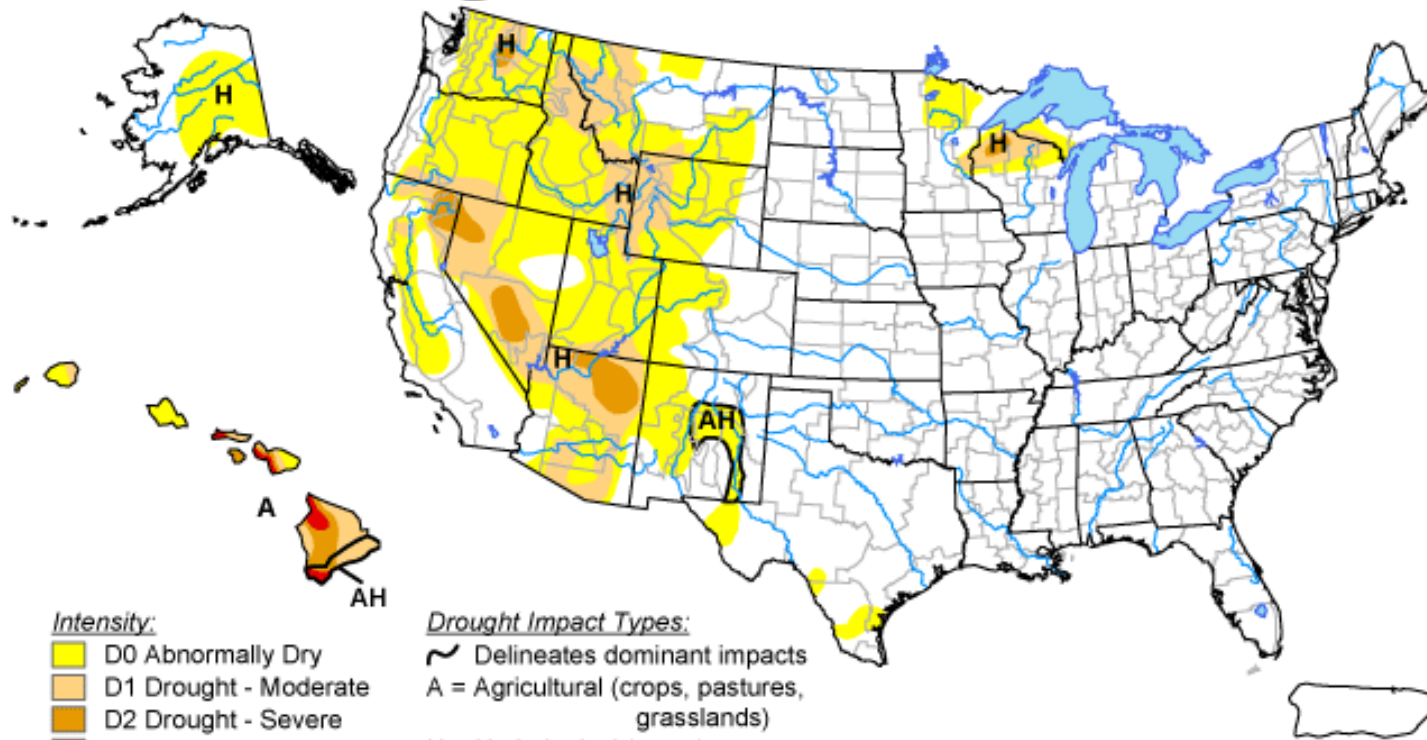 H
H
H
H
H
AH
A
AH
Intensity:
D0 Abnormally Dry
D1 Drought - Moderate
D2 Drought - Severe
Drought Impact Types:
Delineates dominant impacts
A = Agricultural (crops, pastures,
grasslands)